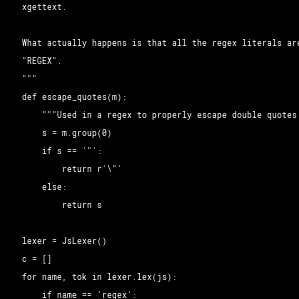 xgettext.
What actually happens is that all the regex literals are
"REGEX".
"""
def escape_quotes(m):
"""Used in a regex to properly escape double quotes
s = m.group(0)
if s == '"':
return r'\"'
else:
return s
lexer = JsLexer()
c = []
for name, tok in lexer.lex(js):
if name == 'regex':